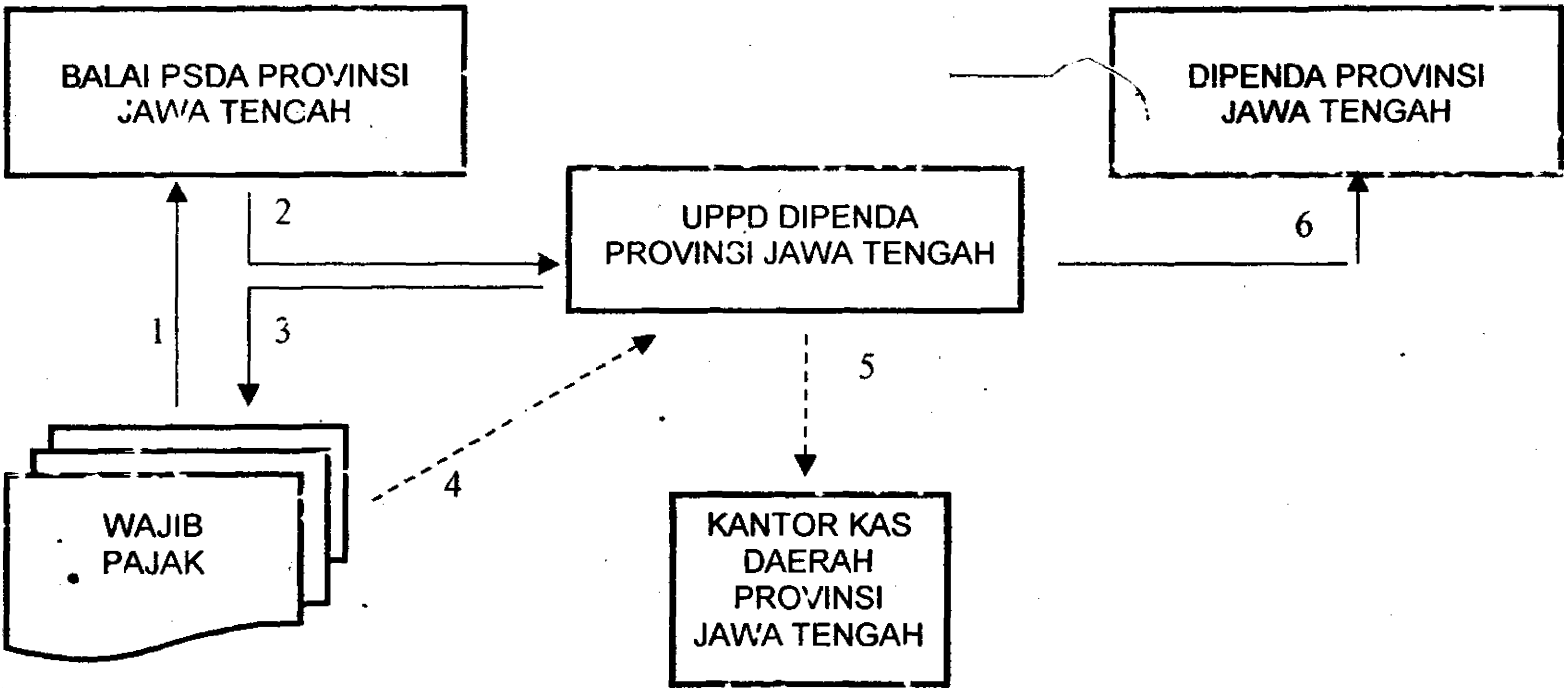 BALAI PSDA PROVINSI
JAWA TENGAH
DIPENDA PROVINSI
JAWA TENGAH
UPPD DIPENDA
PROVINSI JAWA TENGAH
2
6
1
3
5
4
WAJIB
PAJAK
KANTOR KAS
DAERAH
PROVINSI
JAWA TENGAH